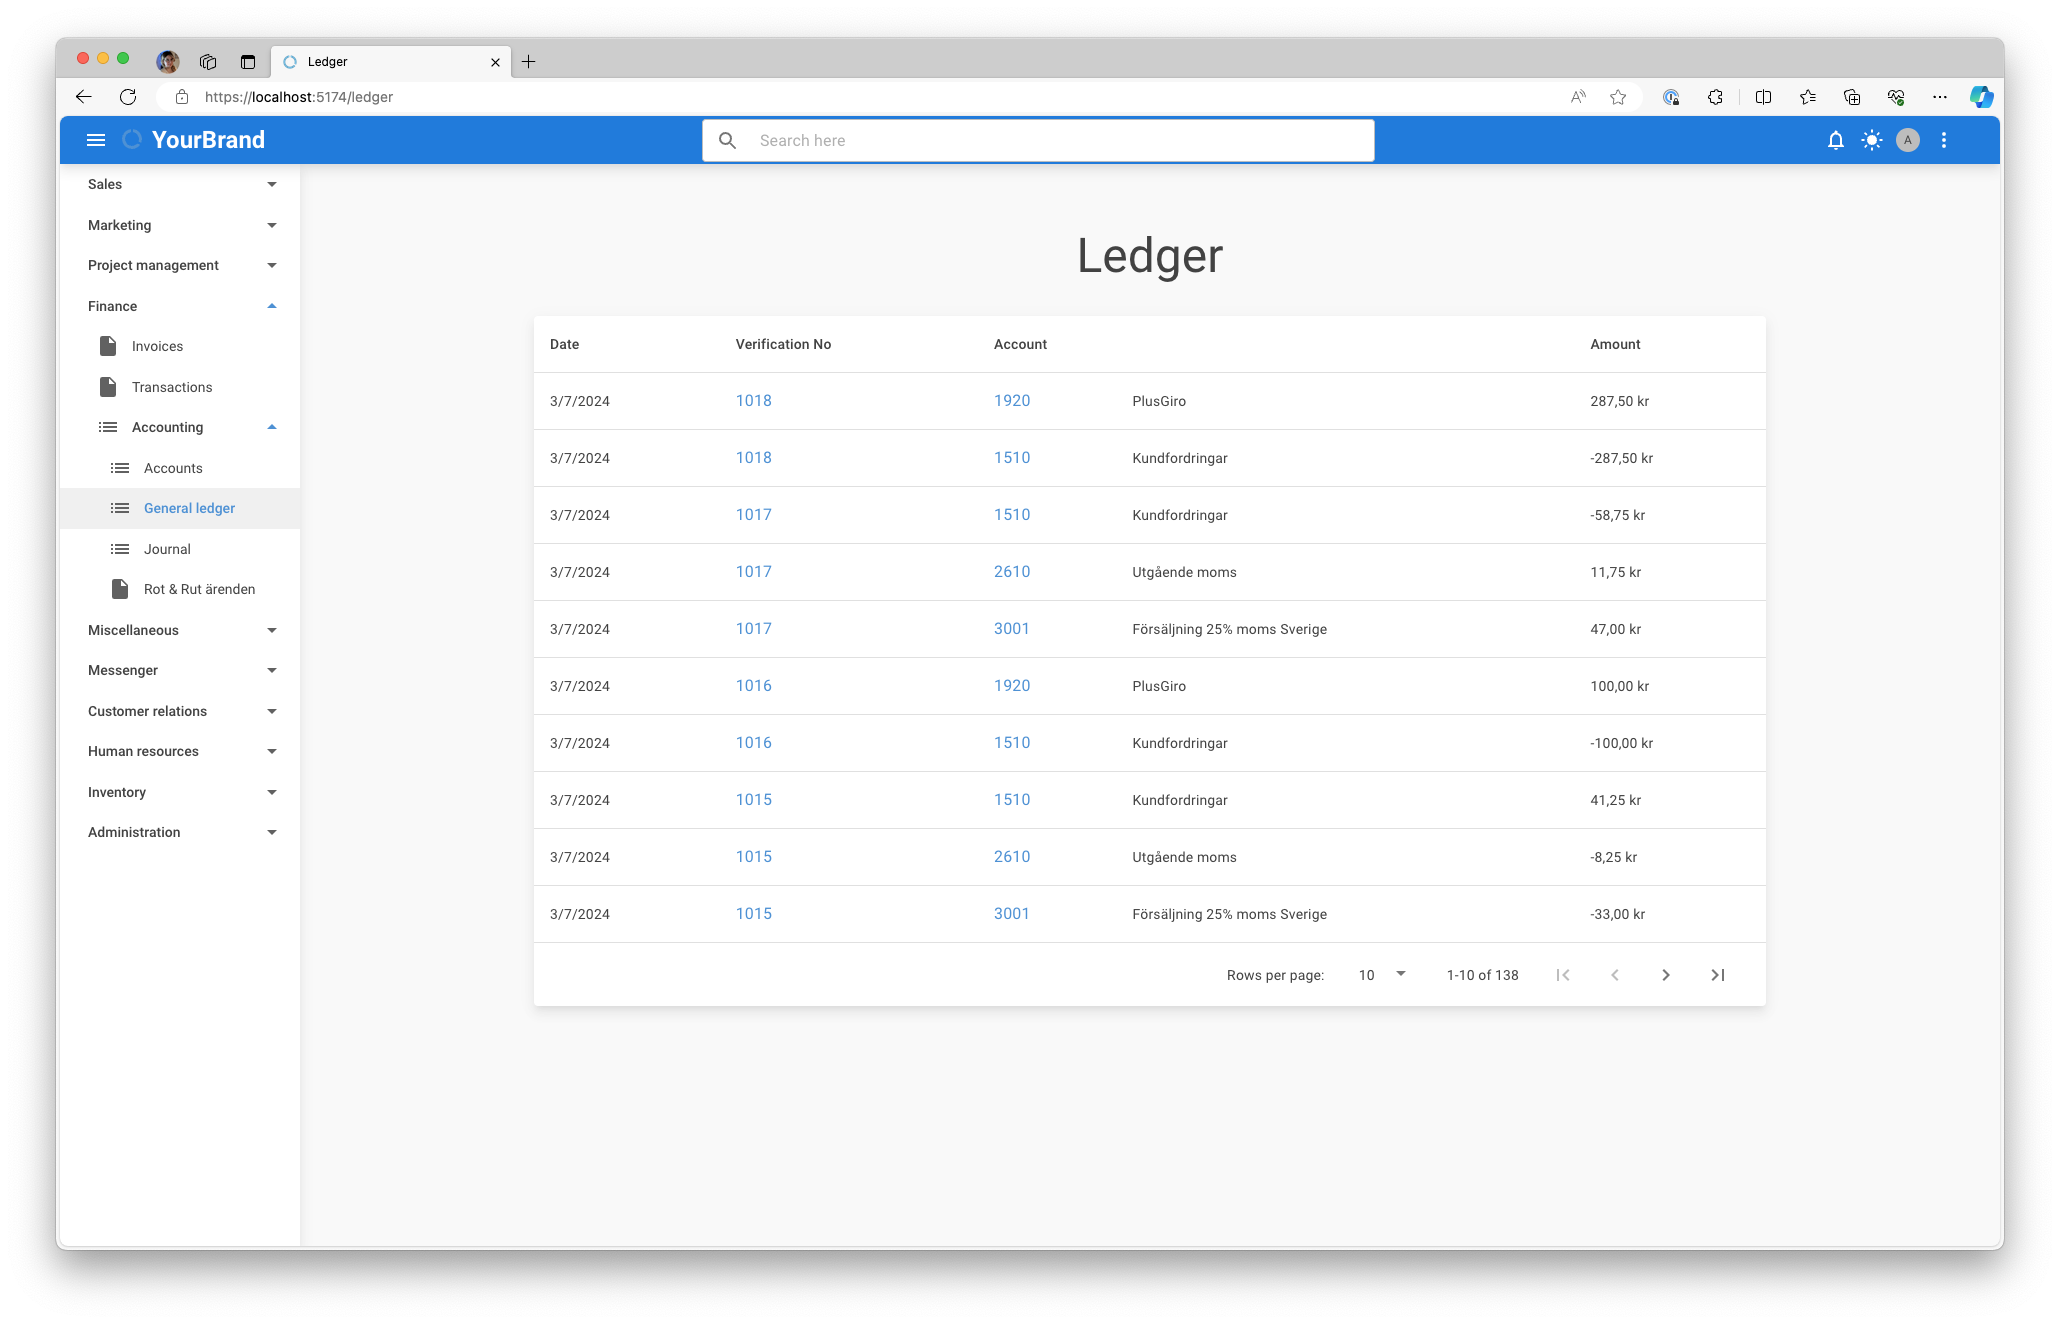 Ledger
https://localhost:5174/ledger
YourBrand
Search here
A
Sales
Marketing
Project management
Finance
Invoices
Transactions
Accounting
Accounts
General ledger
Journal
Rot & Rut ärenden
Miscellaneous
Messenger
Customer relations
Human resources
Inventory
Administration
Ledger
Date Verification No Account Amount
3/7/2024 1018 1920 PlusGiro 287,50 kr
3/7/2024 1018 1510 Kundfordringar -287,50 kr
3/7/2024 1017 1510 Kundfordringar -58,75 kr
3/7/2024 1017 2610 Utgående moms 11,75 kr
3/7/2024 1017 3001 Försäljning 25% moms Sverige 47,00 kr
3/7/2024 1016 1920 PlusGiro 100,00 kr
3/7/2024 1016 1510 Kundfordringar -100,00 kr
3/7/2024 1015 1510 Kundfordringar 41,25 kr
3/7/2024 1015 2610 Utgående moms -8,25 kr
3/7/2024 1015 3001 Försäljning 25% moms Sverige -33,00 kr
Rows per page: 10 1-10 of 138